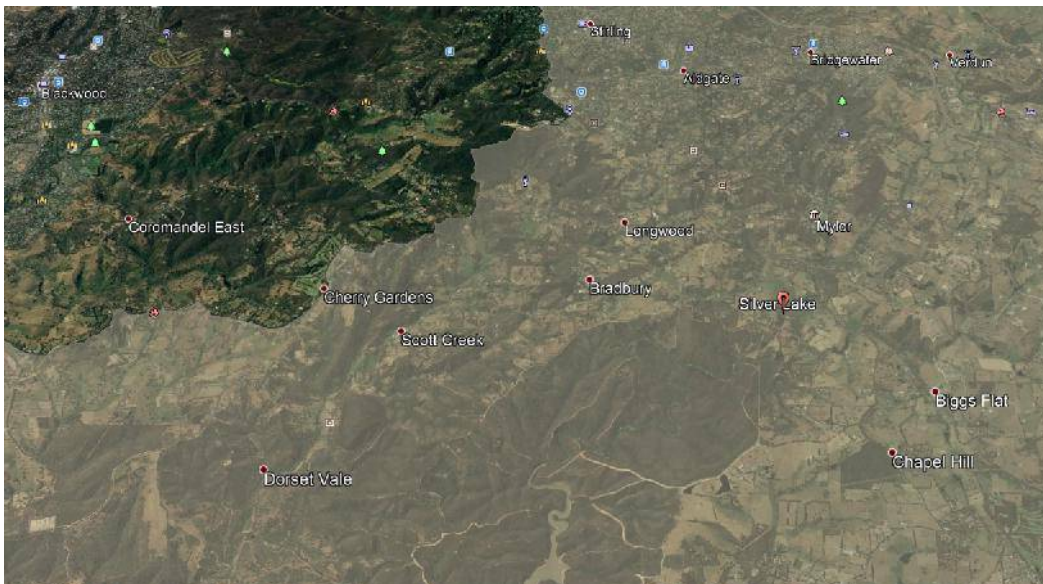 Stirling
Bridgewater
Verdun
Aldgate
Blackwood
Coromandel East
Longwood
Mylor
Bradbury
Cherry Gardens
Silver Lake
Scott Creek
Biggs Flat
Chapel Hill
Dorset Vale